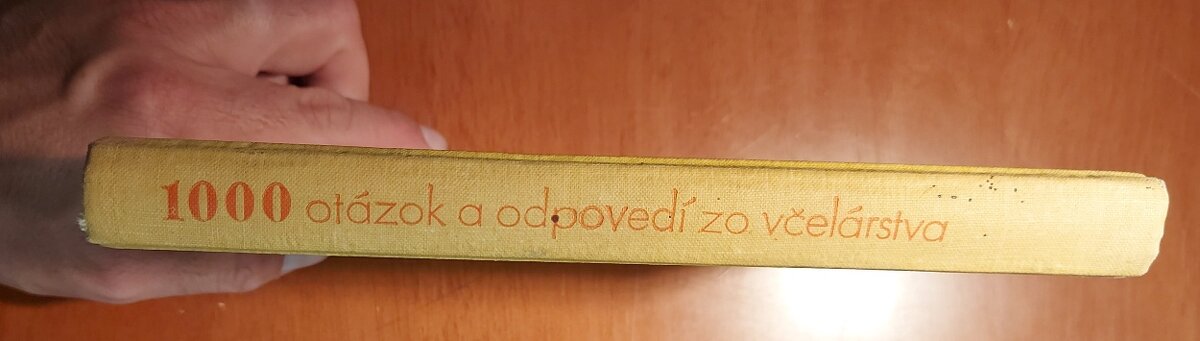 1000 otázok a odpovedí zo včelárstva